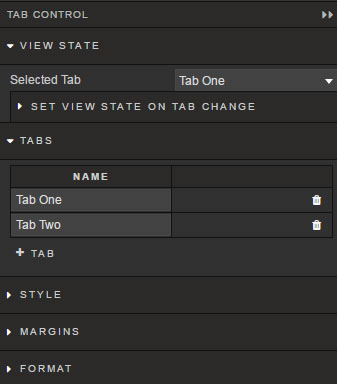 TAB CONTROL
VIEW STATE
Selected Tab Tab One
SET VIEW STATE ON TAB CHANGE
TABS
NAME
Tab One
Tab Two
+ TAB
STYLE
MARGINS
FORMAT